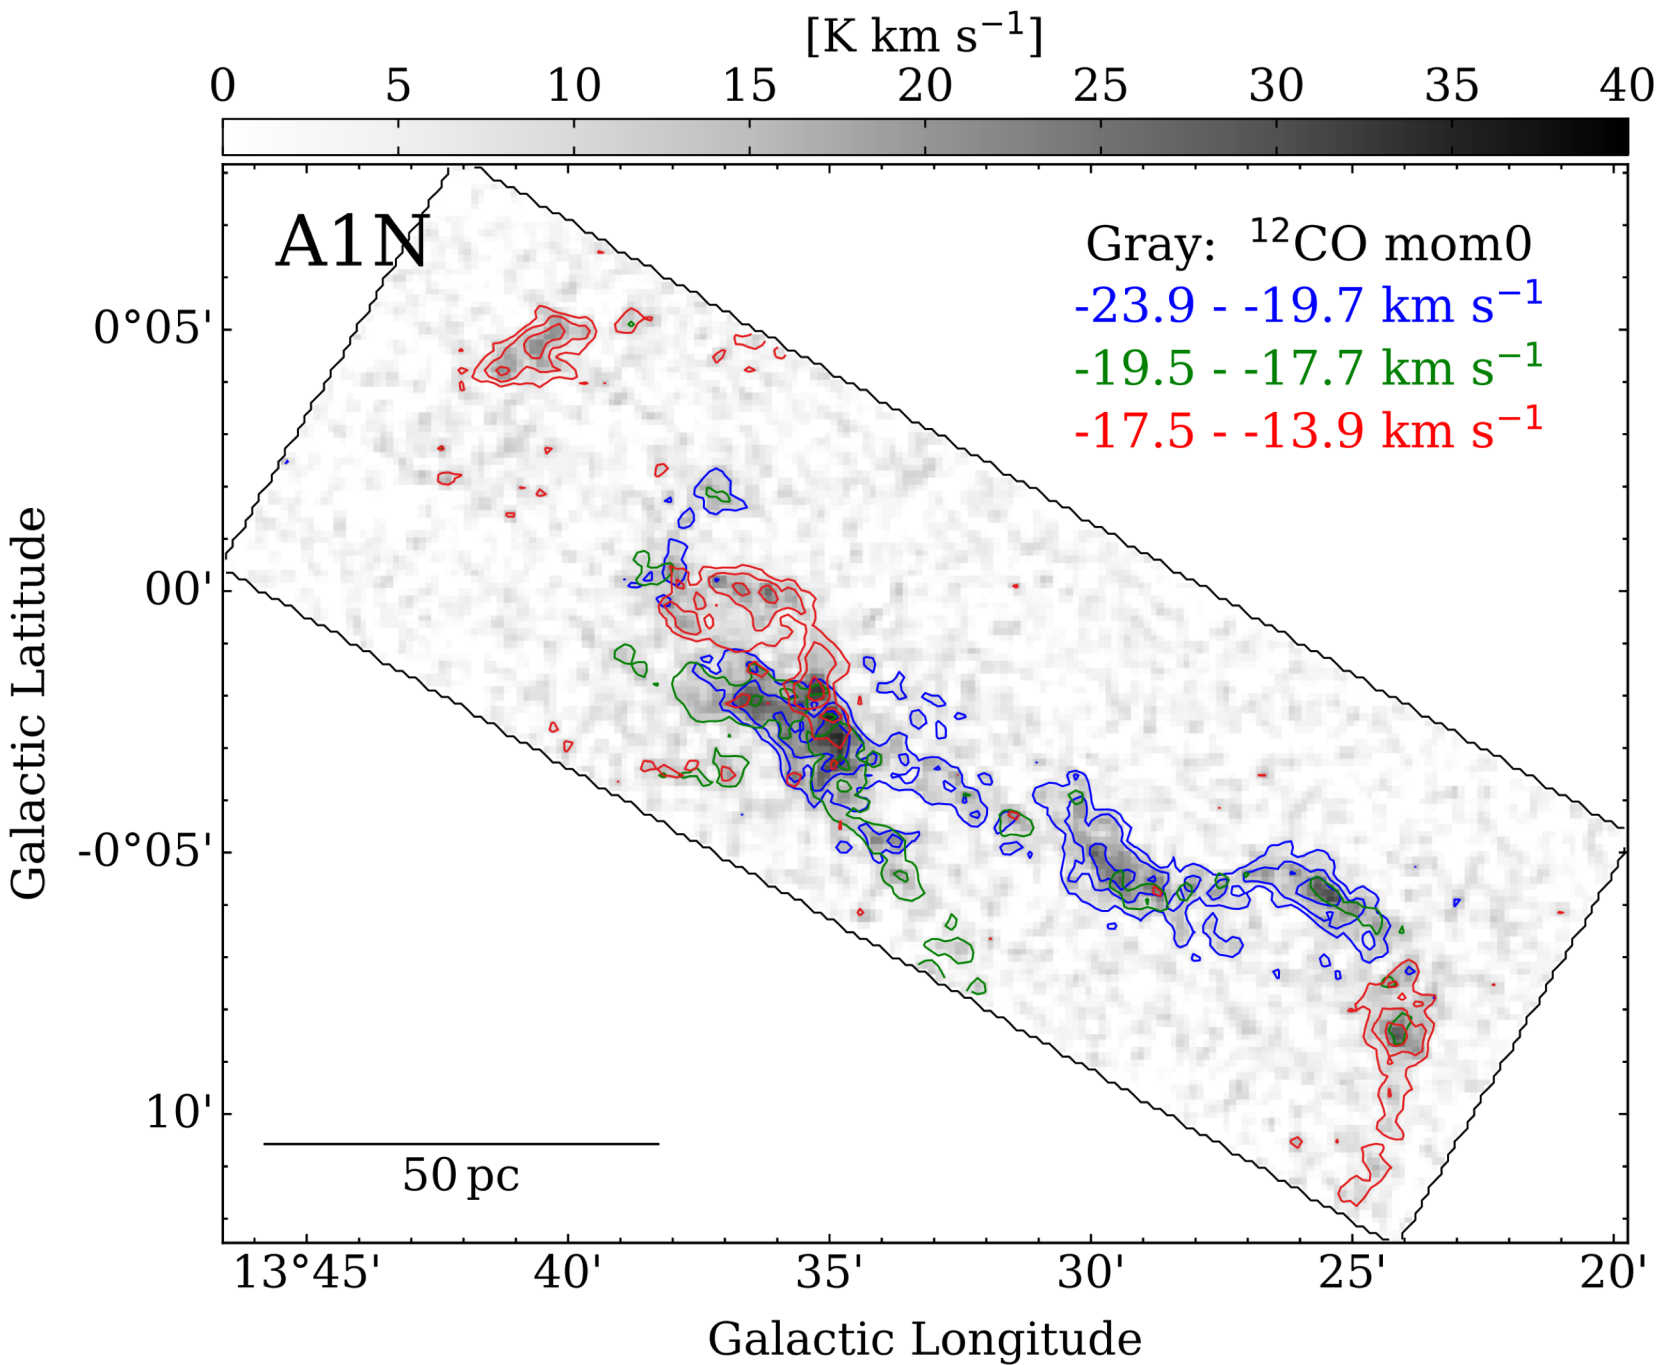 [K km s⁻¹]
0 5 10 15 20 25 30 35 40
A1N
Gray: ¹²CO mom0
-23.9 - -19.7 km s⁻¹
-19.5 - -17.7 km s⁻¹
-17.5 - -13.9 km s⁻¹
0°05'
00'
-0°05'
10'
Galactic Latitude
50 pc
13°45' 40' 35' 30' 25' 20'
Galactic Longitude